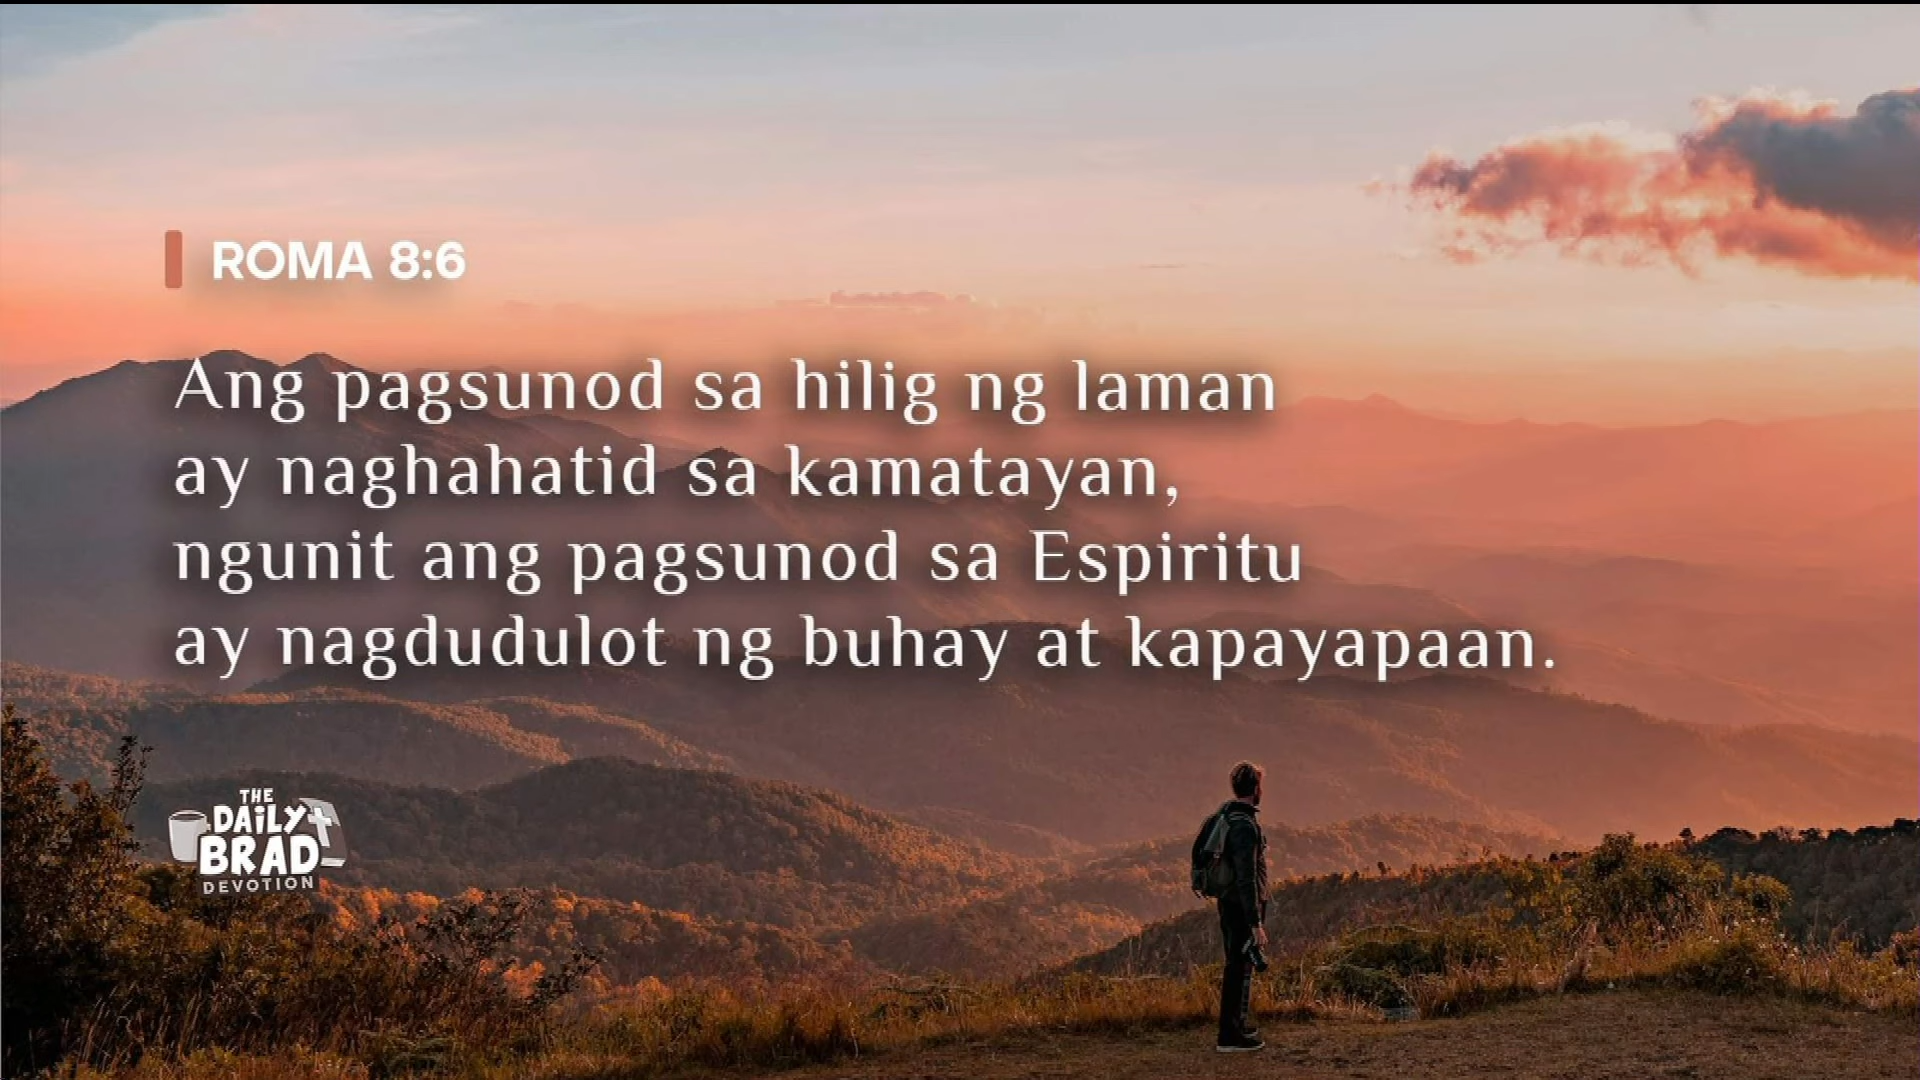 ROMA 8:6
Ang pagsunod sa hilig ng laman
ay naghahatid sa kamatayan,
ngunit ang pagsunod sa Espiritu
ay nagdudulot ng buhay at kapayapaan.
THE
DAiLY
BRAD
DEVOTION